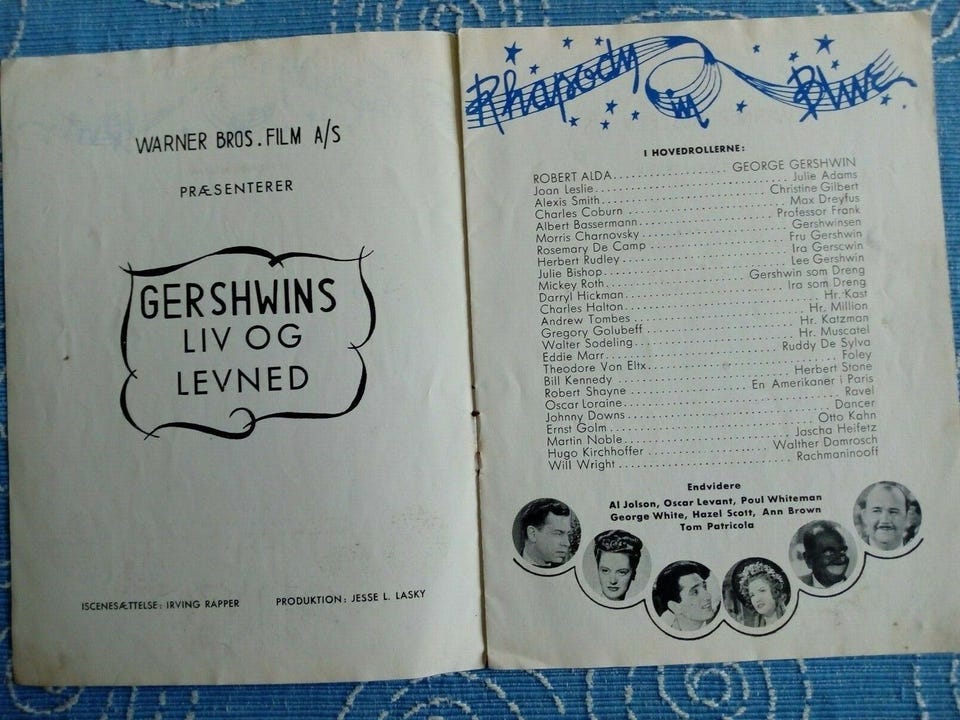 WARNER BROS. FILM A/S
PRÆSENTERER
GERSHWINS
LIV OG
LEVNED
ISCENESÆTTELSE: IRVING RAPPER
PRODUKTION: JESSE L. LASKY
Rhapsody in Blue.
I HOVEDROLLERNE:
ROBERT ALDA.......... GEORGE GERSHWIN
Joan Leslie.......... Julie Adams
Alexis Smith.......... Christine Gilbert
Charles Coburn.......... Max Dreyfus
Albert Bassermann.......... Professor Frank
Morris Charnovsky.......... Gershwinsen
Rosemary De Camp.......... Fru Gershwin
Herbert Rudley.......... Ira Gerscwin
Julie Bishop.......... Lee Gershwin
Mickey Roth.......... Gershwin som Dreng
Darryl Hickman.......... Ira som Dreng
Charles Halton.......... Hr. Kast
Andrew Tombes.......... Hr. Million
Gregory Golubeff.......... Hr. Katzman
Walter Sodeling.......... Hr. Muscatel
Eddie Marr.......... Ruddy De Sylva
Theodore Von Eltx.......... Foley
Bill Kennedy.......... Herbert Stone
Robert Shayne.......... En Amerikaner i Paris
Oscar Loraine.......... Ravel
Johnny Downs.......... Dancer
Ernst Golm.......... Otto Kahn
Martin Noble.......... Jascha Heifetz
Hugo Kirchhoffer.......... Walther Damrosch
Will Wright.......... Rachmaninooff
Endvidere
Al Jolson, Oscar Levant, Poul Whiteman
George White, Hazel Scott, Ann Brown
Tom Patricola